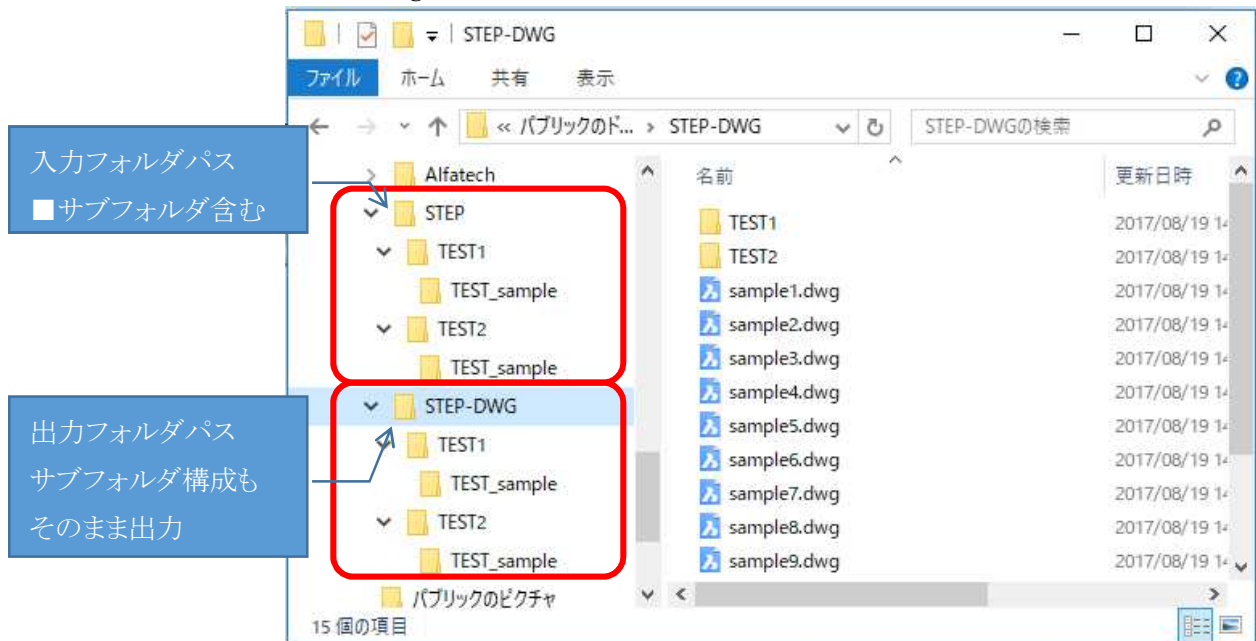 STEP-DWG
ファイル ホーム 共有 表示
« パブリックのド... › STEP-DWG STEP-DWGの検索
入力フォルダパス
■サブフォルダ含む
出力フォルダパス
サブフォルダ構成も
そのまま出力
Alfatech
STEP
TEST1
TEST_sample
TEST2
TEST_sample
STEP-DWG
TEST1
TEST_sample
TEST2
TEST_sample
パブリックのピクチャ
名前 更新日時
TEST1 2017/08/19 14
TEST2 2017/08/19 14
sample1.dwg 2017/08/19 14
sample2.dwg 2017/08/19 14
sample3.dwg 2017/08/19 14
sample4.dwg 2017/08/19 14
sample5.dwg 2017/08/19 14
sample6.dwg 2017/08/19 14
sample7.dwg 2017/08/19 14
sample8.dwg 2017/08/19 14
sample9.dwg 2017/08/19 14
15 個の項目